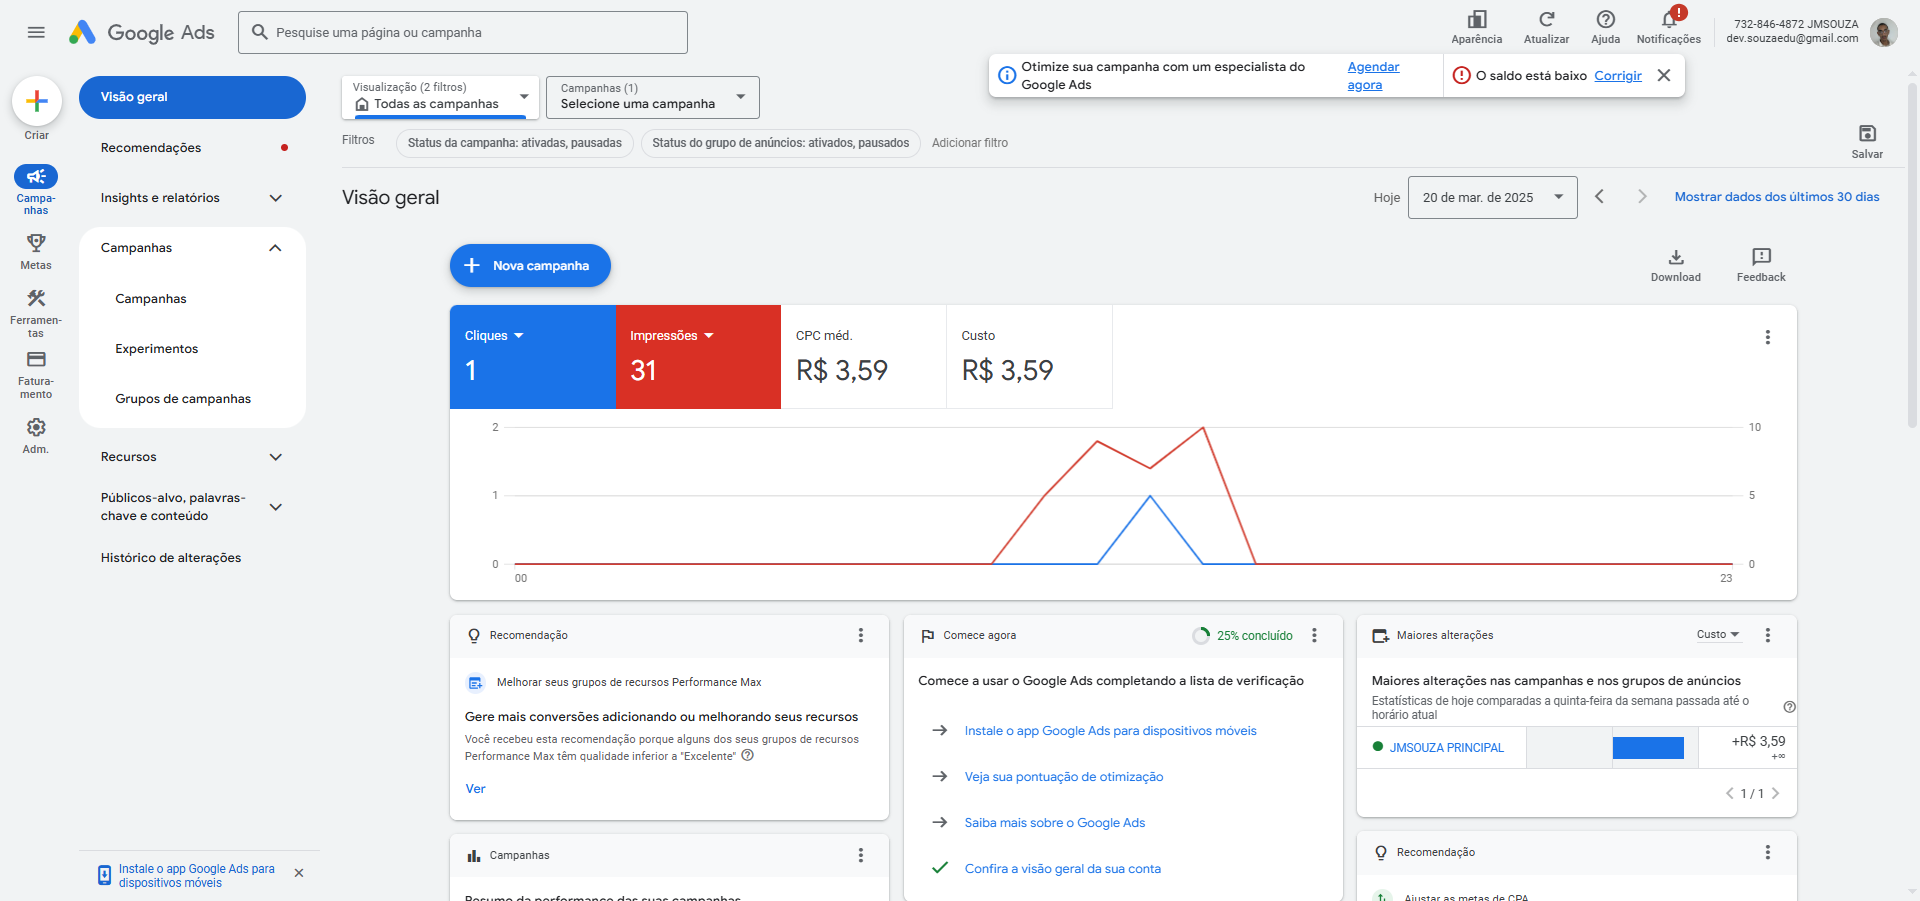 Google Ads
Pesquise uma página ou campanha
Aparência
Atualizar
Ajuda
Notificações
732-846-4872 JMSOUZA
dev.souzaedu@gmail.com
Otimize sua campanha com um especialista do
Google Ads
Agendar
agora
O saldo está baixo
Corrigir
Criar
Campa-
nhas
Metas
Ferramen-
tas
Fatura-
mento
Adm.
Visão geral
Recomendações
Insights e relatórios
Campanhas
Campanhas
Experimentos
Grupos de campanhas
Recursos
Públicos-alvo, palavras-
chave e conteúdo
Histórico de alterações
Instale o app Google Ads para
dispositivos móveis
Visualização (2 filtros)
Todas as campanhas
Campanhas (1)
Selecione uma campanha
Filtros
Status da campanha: ativadas, pausadas
Status do grupo de anúncios: ativados, pausados
Adicionar filtro
Salvar
Visão geral
Hoje
20 de mar. de 2025
Mostrar dados dos últimos 30 dias
Nova campanha
Download
Feedback
Cliques
1
Impressões
31
CPC méd.
R$ 3,59
Custo
R$ 3,59
2
1
0
10
5
0
00
23
Recomendação
Melhorar seus grupos de recursos Performance Max
Gere mais conversões adicionando ou melhorando seus recursos
Você recebeu esta recomendação porque alguns dos seus grupos de recursos
Performance Max têm qualidade inferior a "Excelente"
Ver
Campanhas
Resumo da performance das suas campanhas
Comece agora
25% concluído
Comece a usar o Google Ads completando a lista de verificação
Instale o app Google Ads para dispositivos móveis
Veja sua pontuação de otimização
Saiba mais sobre o Google Ads
Confira a visão geral da sua conta
Maiores alterações
Custo
Maiores alterações nas campanhas e nos grupos de anúncios
Estatísticas de hoje comparadas a quinta-feira da semana passada até o
horário atual
JMSOUZA PRINCIPAL
+R$ 3,59
+∞
1 / 1
Recomendação
Ajustar as metas de CPA